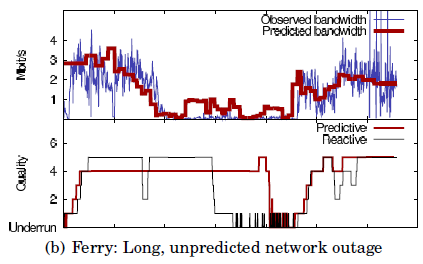 Observed bandwidth
Predicted bandwidth
4
3
2
1
Mbit/s
Predictive
Reactive
6
4
2
Underrun
Quality
(b) Ferry: Long, unpredicted network outage